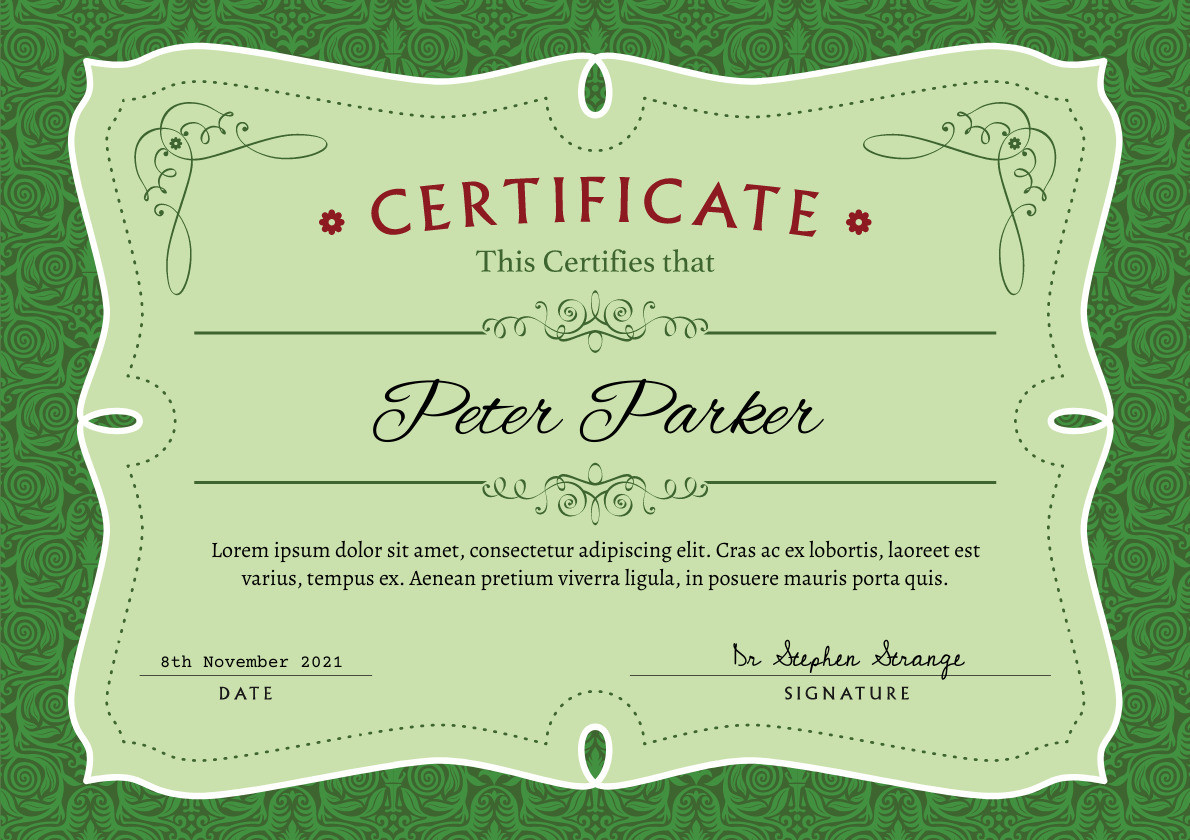 CERTIFICATE
This Certifies that
Peter Parker
Lorem ipsum dolor sit amet, consectetur adipiscing elit. Cras ac ex lobortis, laoreet est
varius, tempus ex. Aenean pretium viverra ligula, in posuere mauris porta quis.
8th November 2021
DATE
Dr Stephen Strange
SIGNATURE